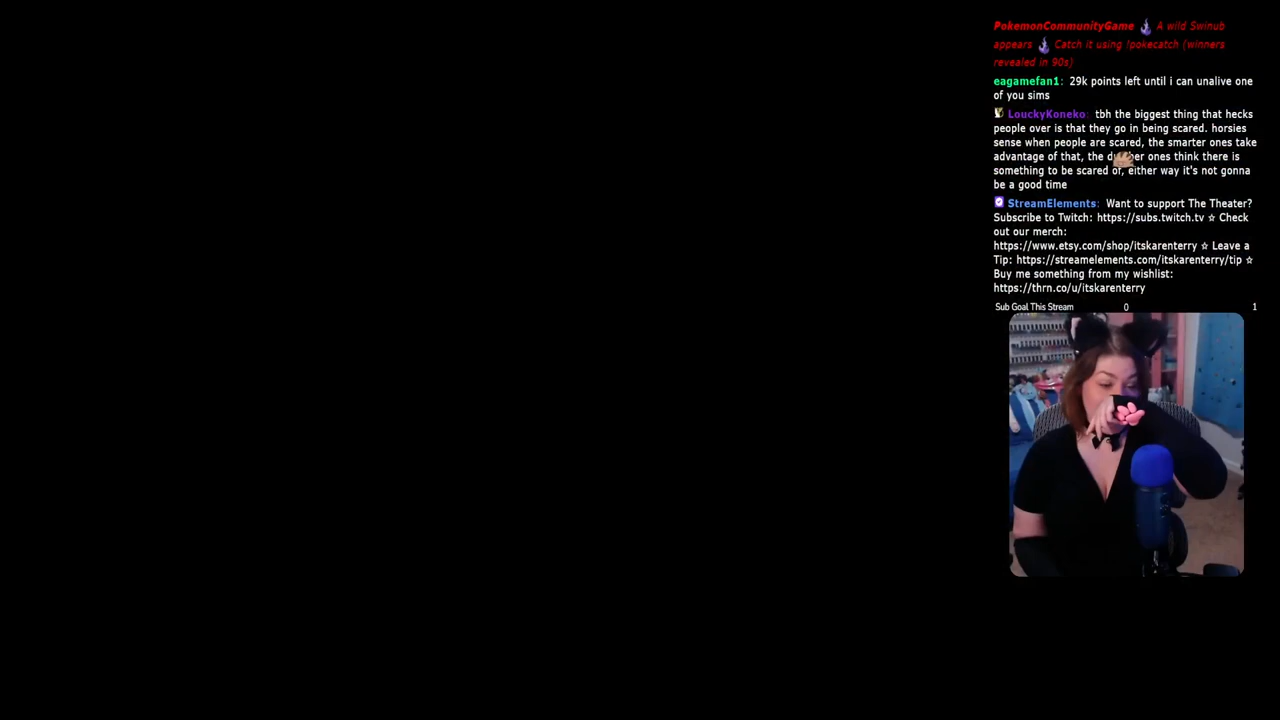 PokemonCommunityGame A wild Swinub
appears Catch it using !pokecatch (winners
revealed in 90s)
eagamefan1: 29k points left until i can unalive one
of you sims
LouckyKoneko: tbh the biggest thing that hecks
people over is that they go in being scared. horsies
sense when people are scared, the smarter ones take
advantage of that, the ones think there is
something to be scared of, either way it's not gonna
be a good time
StreamElements: Want to support The Theater?
Subscribe to Twitch: https://subs.twitch.tv ☆ Check
out our merch:
https://www.etsy.com/shop/itskarenterry ☆ Leave a
Tip: https://streamelements.com/itskarenterry/tip ☆
Buy me something from my wishlist:
https://thrn.co/u/itskarenterry
Sub Goal This Stream 0 1